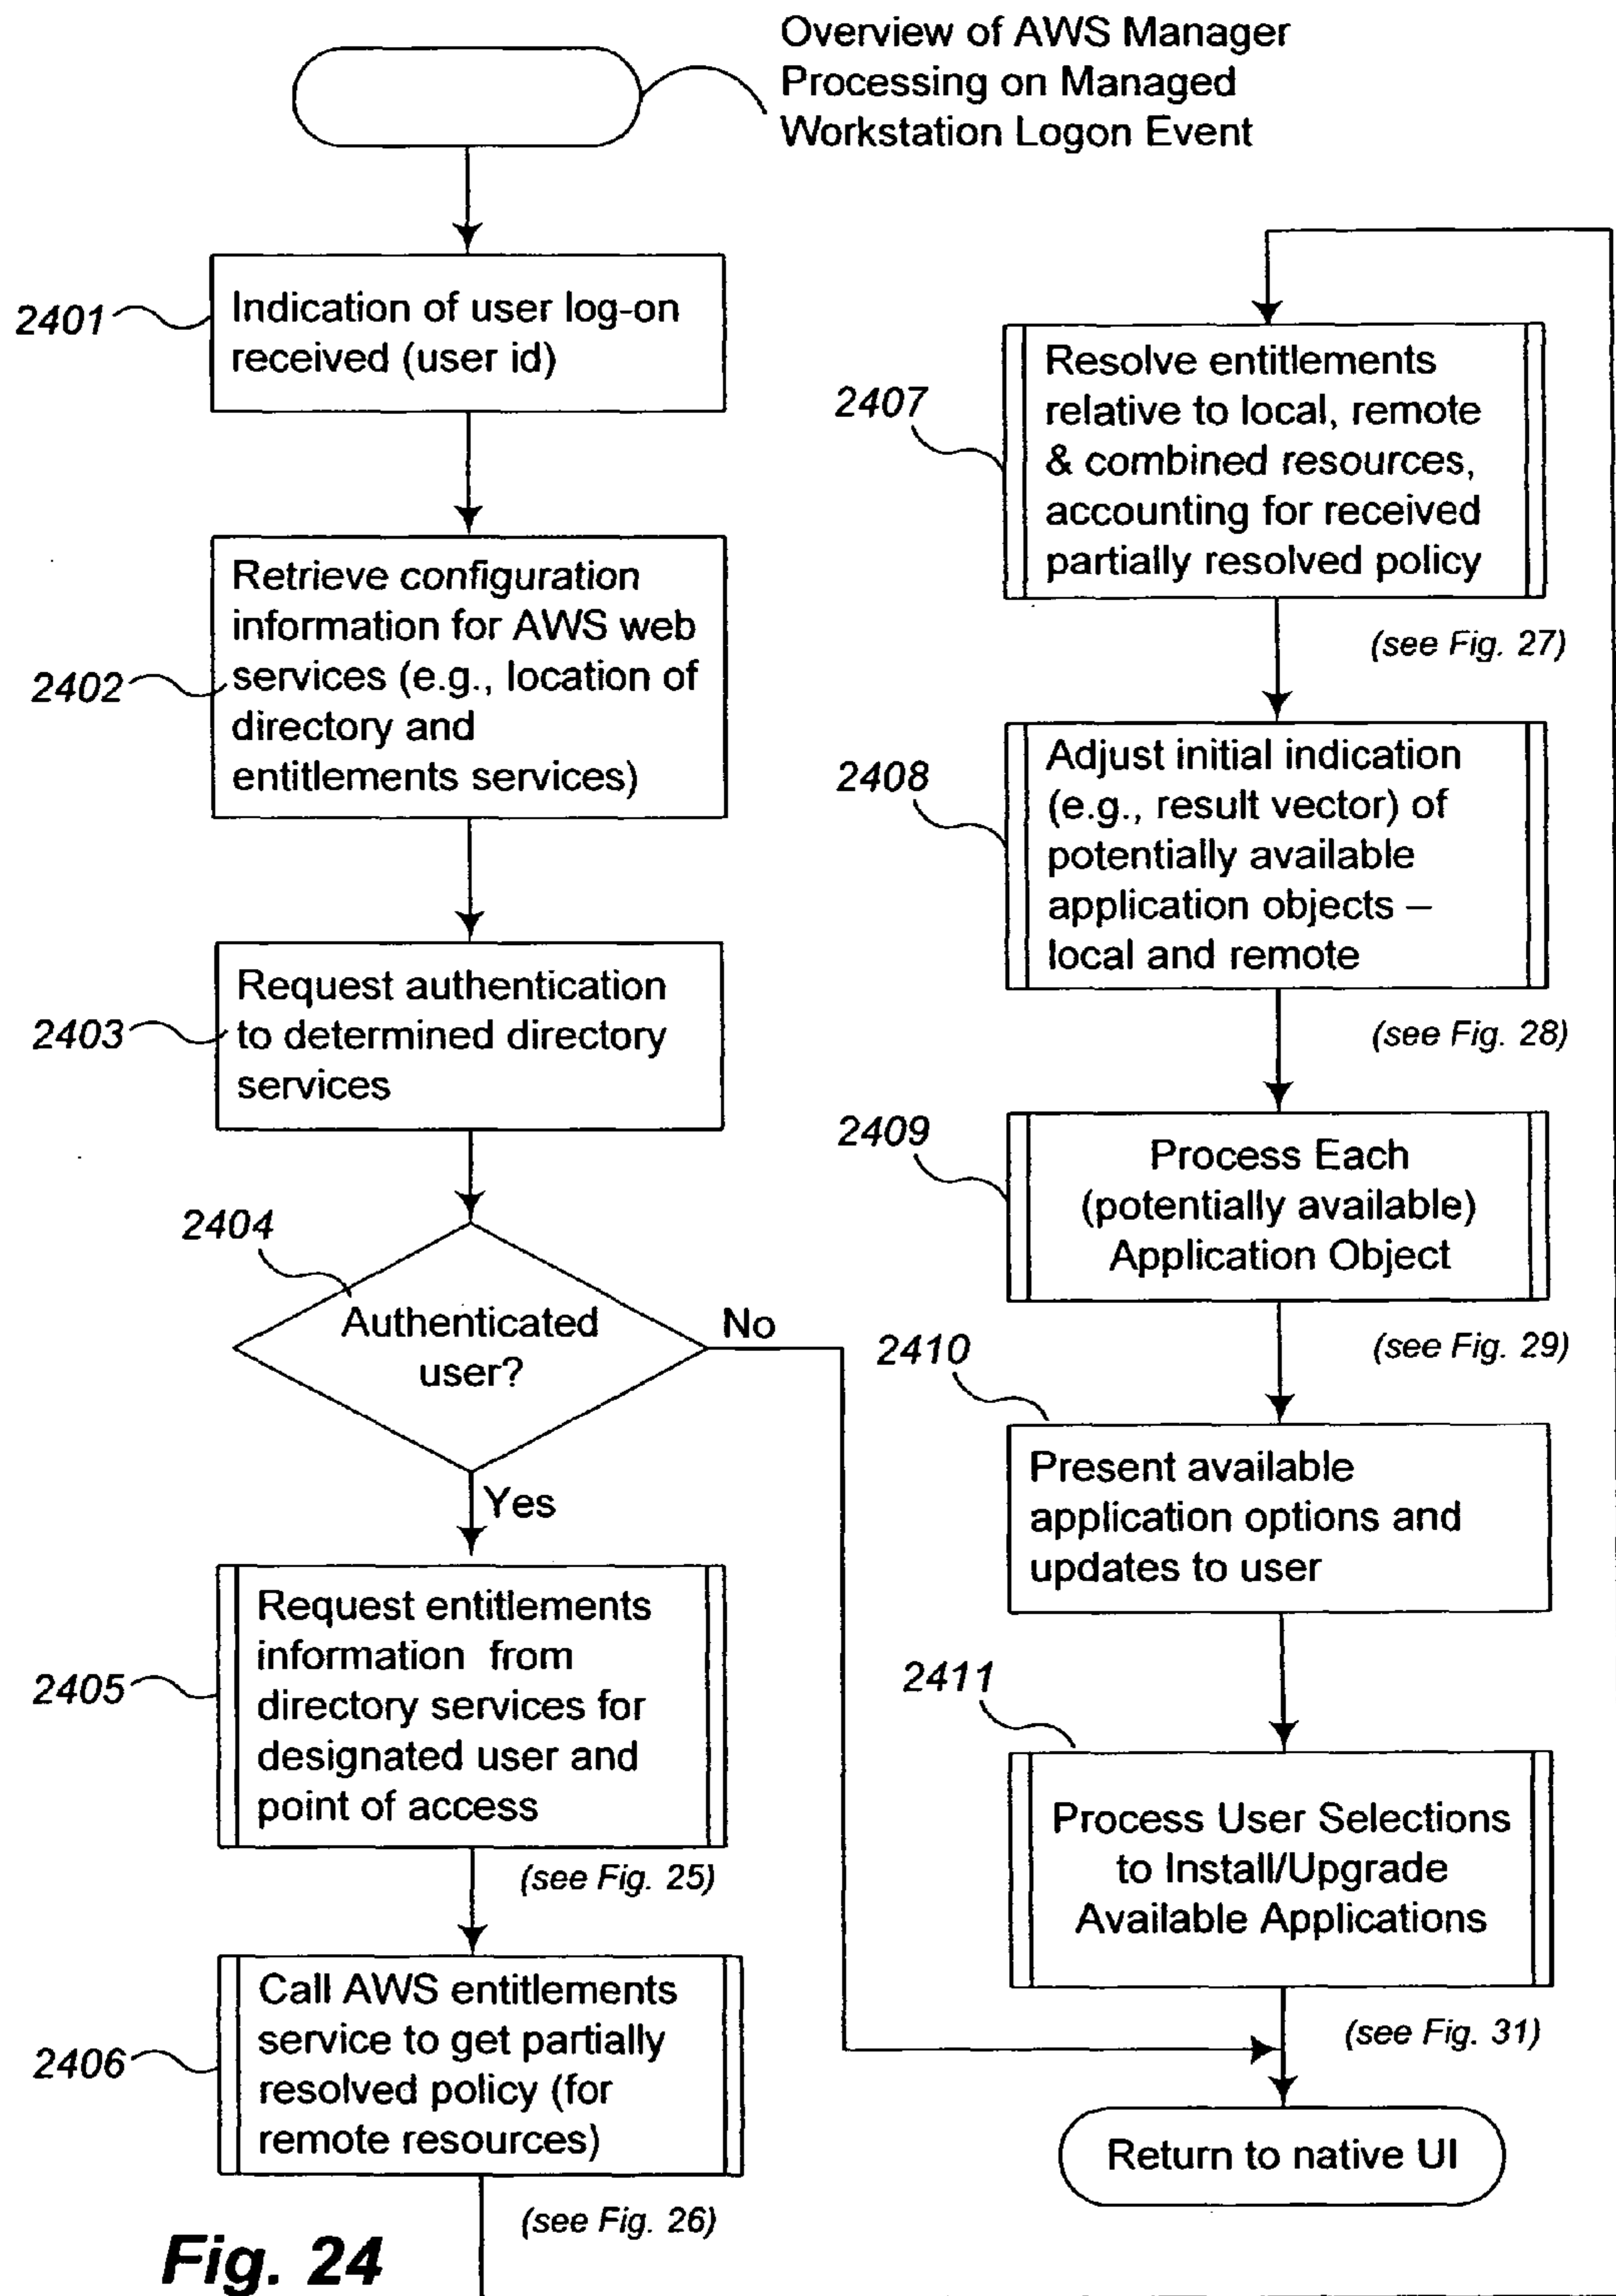 Overview of AWS Manager
Processing on Managed
Workstation Logon Event
2401
Indication of user log-on
received (user id)
2402
Retrieve configuration
information for AWS web
services (e.g., location of
directory and
entitlements services)
2403
Request authentication
to determined directory
services
2404
Authenticated
user?
No
Yes
2405
Request entitlements
information from
directory services for
designated user and
point of access
(see Fig. 25)
2406
Call AWS entitlements
service to get partially
resolved policy (for
remote resources)
(see Fig. 26)
2407
Resolve entitlements
relative to local, remote
& combined resources,
accounting for received
partially resolved policy
(see Fig. 27)
2408
Adjust initial indication
(e.g., result vector) of
potentially available
application objects –
local and remote
(see Fig. 28)
2409
Process Each
(potentially available)
Application Object
(see Fig. 29)
2410
Present available
application options and
updates to user
2411
Process User Selections
to Install/Upgrade
Available Applications
(see Fig. 31)
Return to native UI
Fig. 24